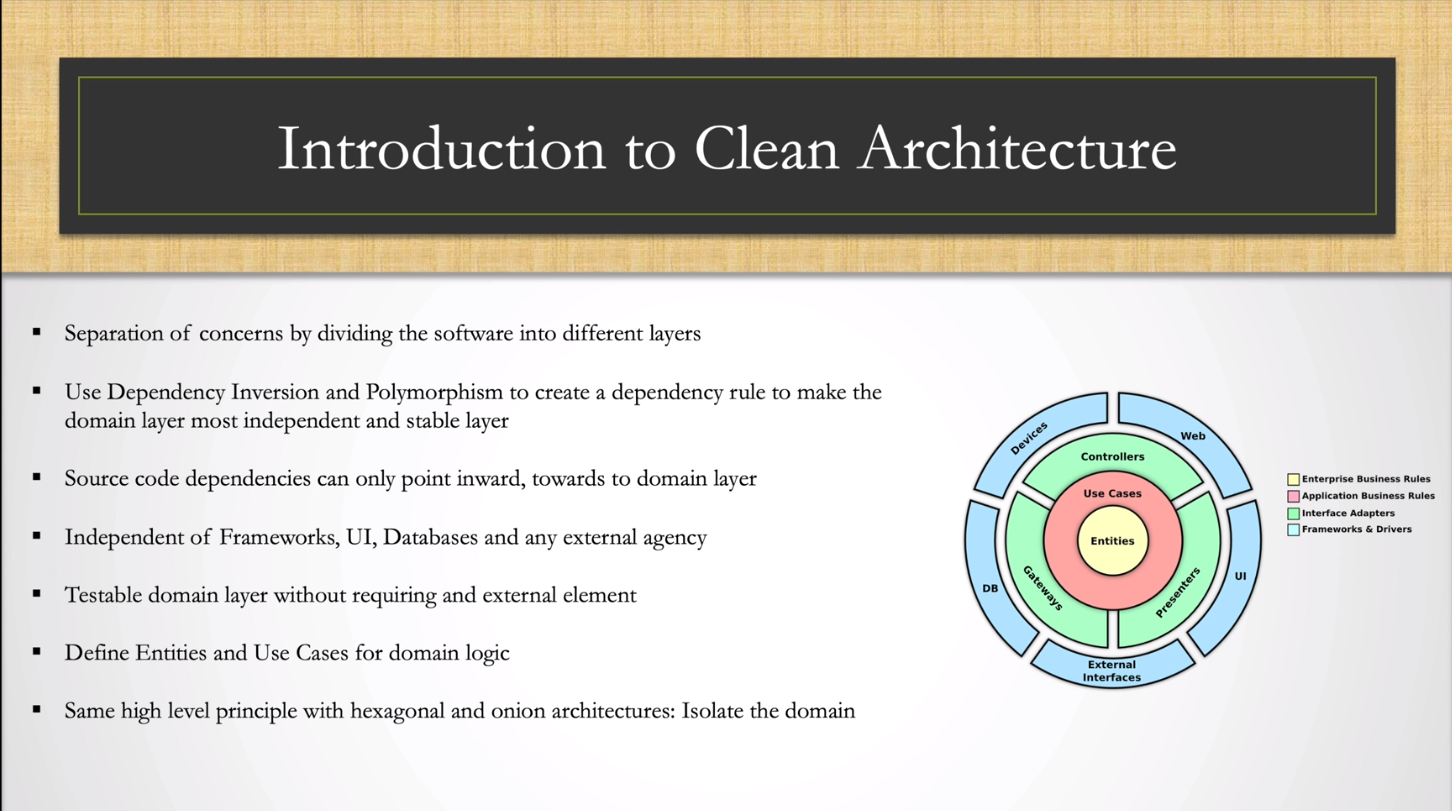 Introduction to Clean Architecture
▪ Separation of concerns by dividing the software into different layers
▪ Use Dependency Inversion and Polymorphism to create a dependency rule to make the
domain layer most independent and stable layer
▪ Source code dependencies can only point inward, towards to domain layer
▪ Independent of Frameworks, UI, Databases and any external agency
▪ Testable domain layer without requiring and external element
▪ Define Entities and Use Cases for domain logic
▪ Same high level principle with hexagonal and onion architectures: Isolate the domain
Devices
Web
Controllers
Use Cases
Entities
Gateways
Presenters
DB
UI
External
Interfaces
Enterprise Business Rules
Application Business Rules
Interface Adapters
Frameworks & Drivers